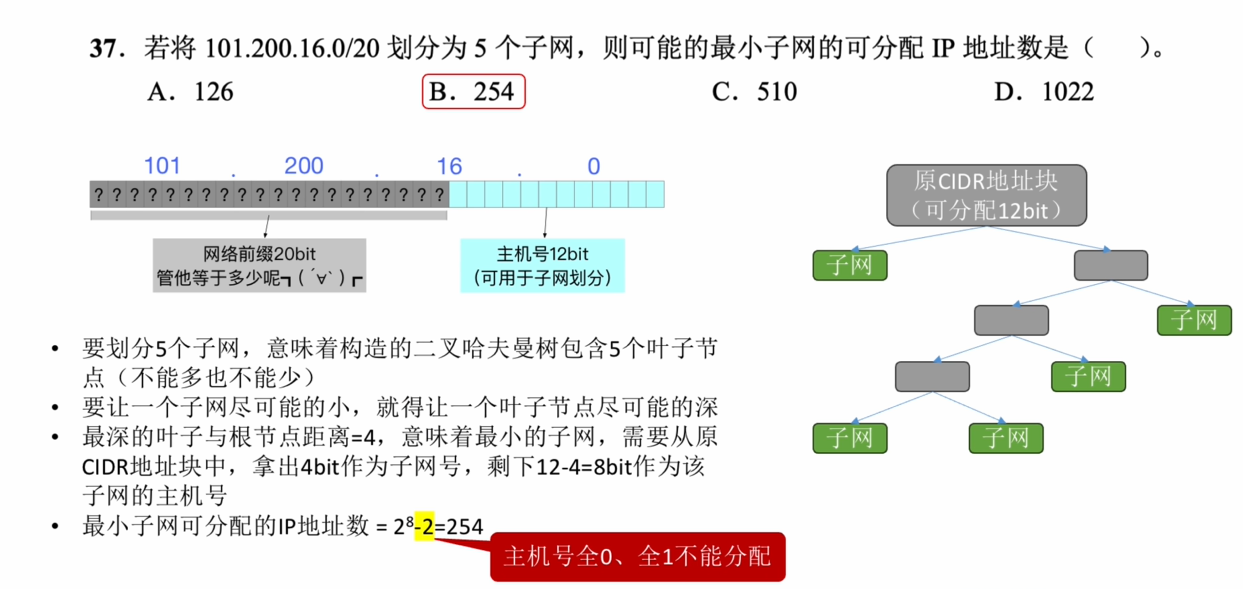 37．若将 101.200.16.0/20 划分为 5 个子网，则可能的最小子网的可分配 IP 地址数是（　　）。
A．126 B．254 C．510 D．1022
101 . 200 . 16 . 0
? ? ? ? ? ? ? ? ? ? ? ? ? ? ? ? ? ? ? ?
网络前缀20bit
管他等于多少呢┓( ´∀` )┏
主机号12bit
（可用于子网划分）
原CIDR地址块
（可分配12bit）
子网
子网
子网
子网 子网
• 要划分5个子网，意味着构造的二叉哈夫曼树包含5个叶子节
点（不能多也不能少）
• 要让一个子网尽可能的小，就得让一个叶子节点尽可能的深
• 最深的叶子与根节点距离=4，意味着最小的子网，需要从原
CIDR地址块中，拿出4bit作为子网号，剩下12-4=8bit作为该
子网的主机号
• 最小子网可分配的IP地址数 = 2⁸-2=254
主机号全0、全1不能分配